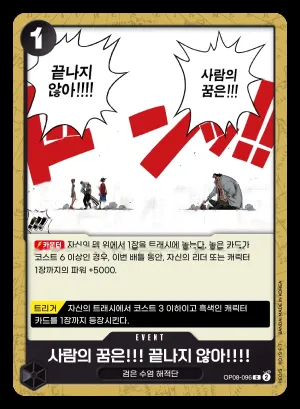 1
끝나지
않아!!!!
사람의
꿈은!!!
돈ッ!!
카운터 자신의 덱 위에서 1장을 트래시에 놓는다. 놓은 카드가
코스트 6 이상인 경우, 이번 배틀 동안, 자신의 리더 또는 캐릭터
1장까지의 파워 +5000.
트리거 자신의 트래시에서 코스트 3 이하이고 흑색인 캐릭터
카드를 1장까지 등장시킨다.
EVENT
사람의 꿈은!!! 끝나지 않아!!!!
검은 수염 해적단
OP08-096 C 2